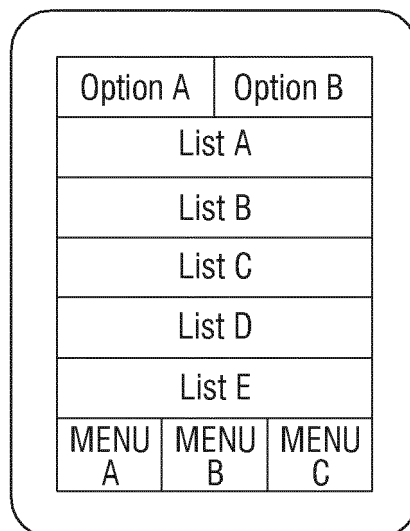 Option A Option B
List A
List B
List C
List D
List E
MENU A MENU B MENU C